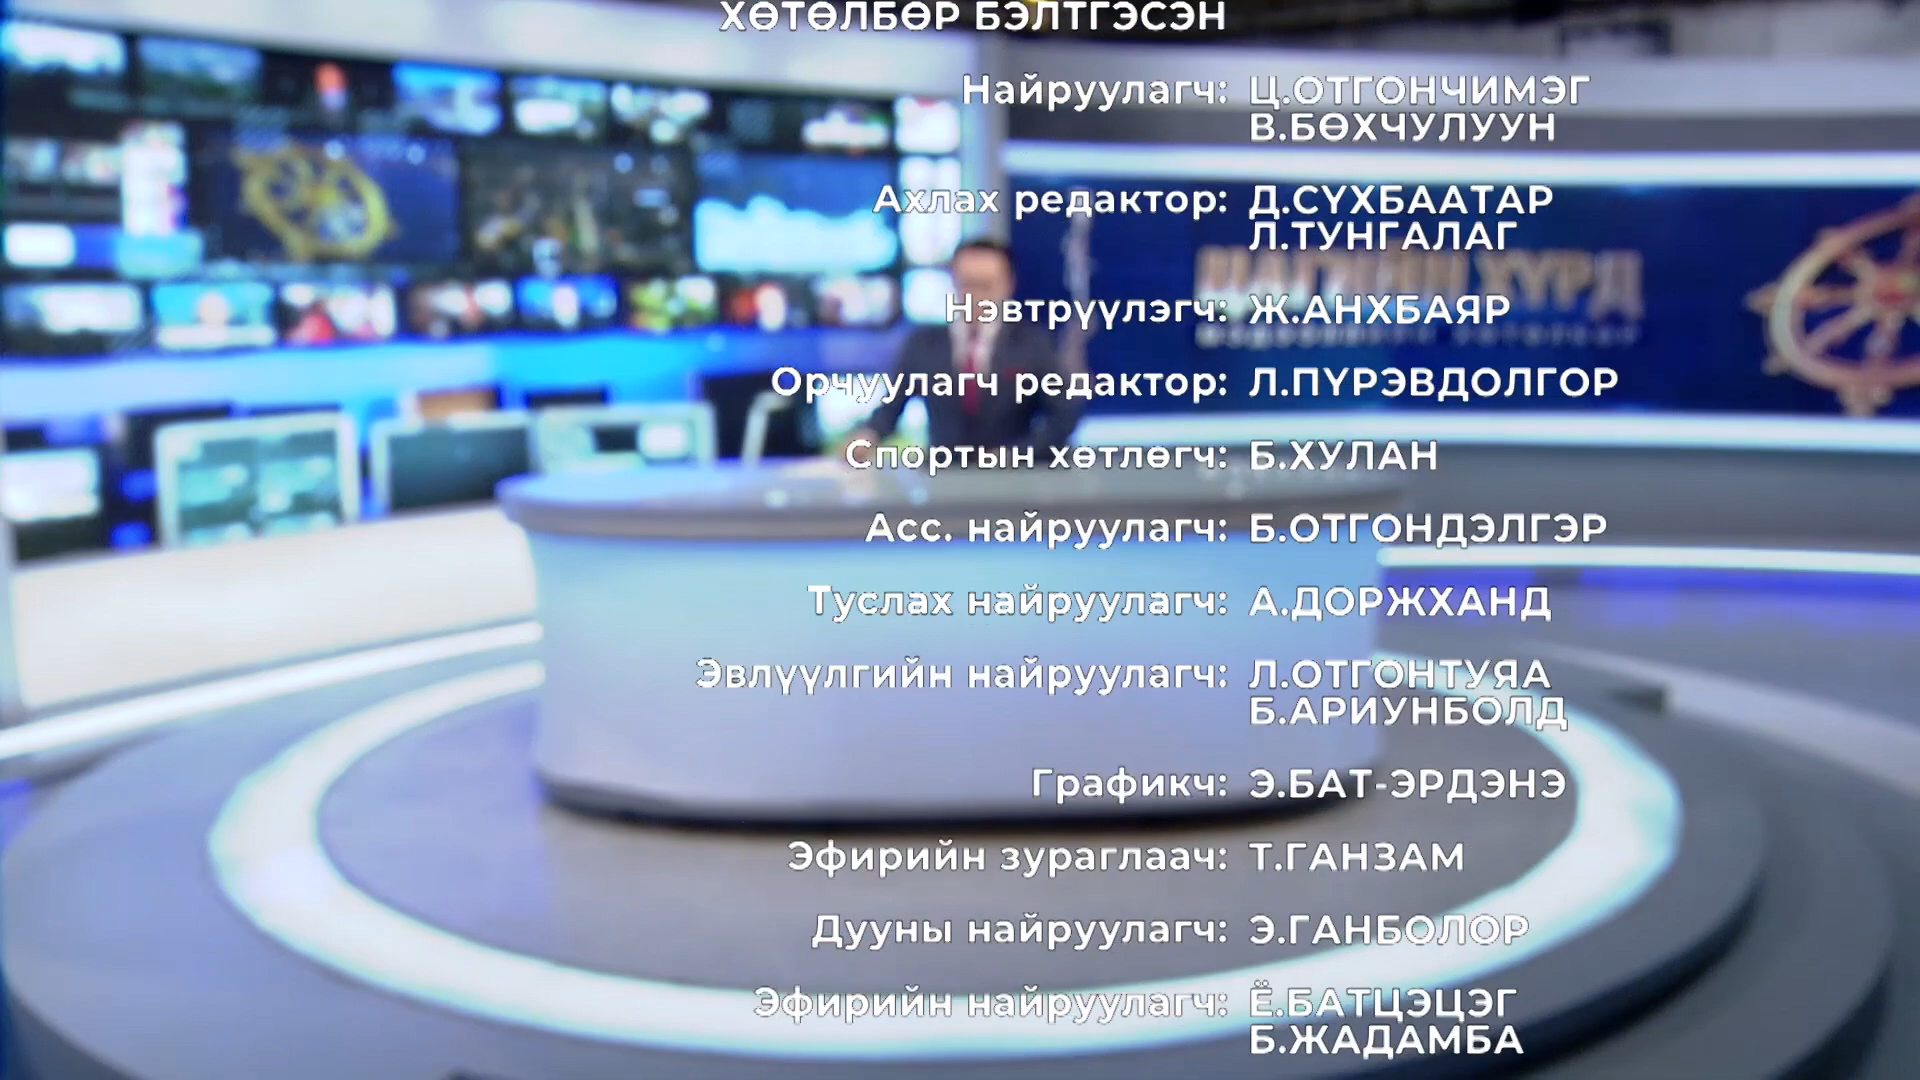 ХӨТӨЛБӨР БЭЛТГЭСЭН
Найруулагч: Ц.ОТГОНЧИМЭГ
В.БӨХЧУЛУУН
Ахлах редактор: Д.СҮХБААТАР
Л.ТУНГАЛАГ
Нэвтрүүлэгч: Ж.АНХБАЯР
Орчуулагч редактор: Л.ПҮРЭВДОЛГОР
Спортын хөтлөгч: Б.ХУЛАН
Асс. найруулагч: Б.ОТГОНДЭЛГЭР
Туслах найруулагч: А.ДОРЖХАНД
Эвлүүлгийн найруулагч: Л.ОТГОНТУЯА
Б.АРИУНБОЛД
Графикч: Э.БАТ-ЭРДЭНЭ
Эфирийн зураглаач: Т.ГАНЗАМ
Дууны найруулагч: Э.ГАНБОЛОР
Эфирийн найруулагч: Ё.БАТЦЭЦЭГ
Б.ЖАДАМБА